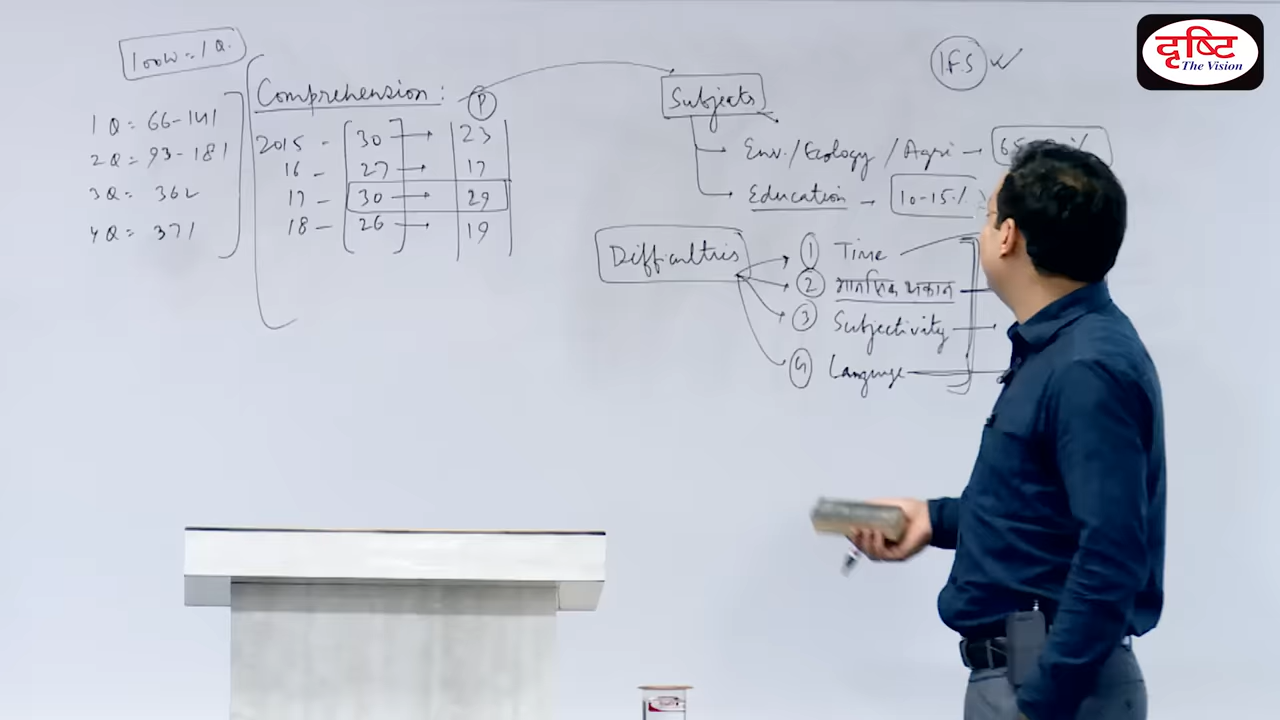 100W = 1Q.
1Q = 66-141
2Q = 93-181
3Q = 362
4Q = 371
Comprehension :
P
2015 - 30 → 23
16 - 27 → 17
17 - 30 → 29
18 - 26 → 19
I.F.S ✓
Subjects
Env./Ecology / Agri →
Education → 10-15%
Difficulties
1 Time
2 मानसिक थकान
3 Subjectivity
4 Language
दृष्टि
The Vision